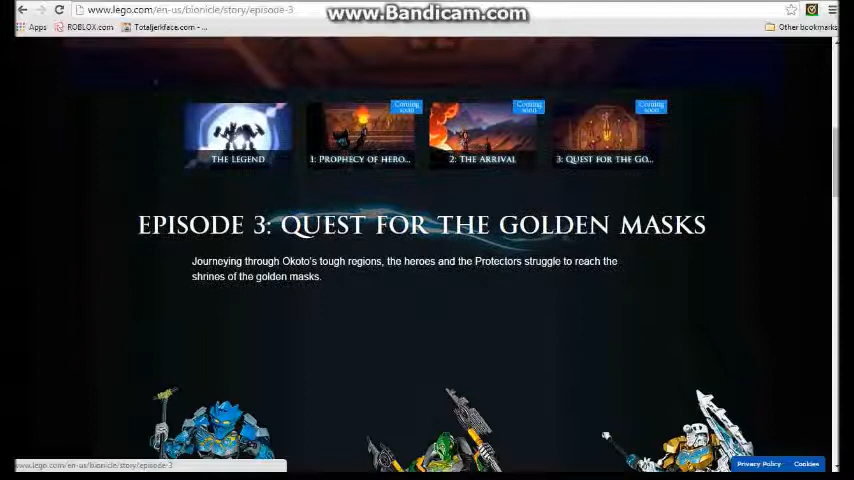 www.Bandicam.com
www.lego.com/en-us/bionicle/story/episode-3
Apps ROBLOX.com Totaljerkface.com - ... Other bookmarks
Coming soon Coming soon Coming soon
THE LEGEND 1: PROPHECY OF HERO... 2: THE ARRIVAL 3: QUEST FOR THE GO...
EPISODE 3: QUEST FOR THE GOLDEN MASKS
Journeying through Okoto's tough regions, the heroes and the Protectors struggle to reach the
shrines of the golden masks.
www.lego.com/en-us/bionicle/story/episode-3
Privacy Policy Cookies